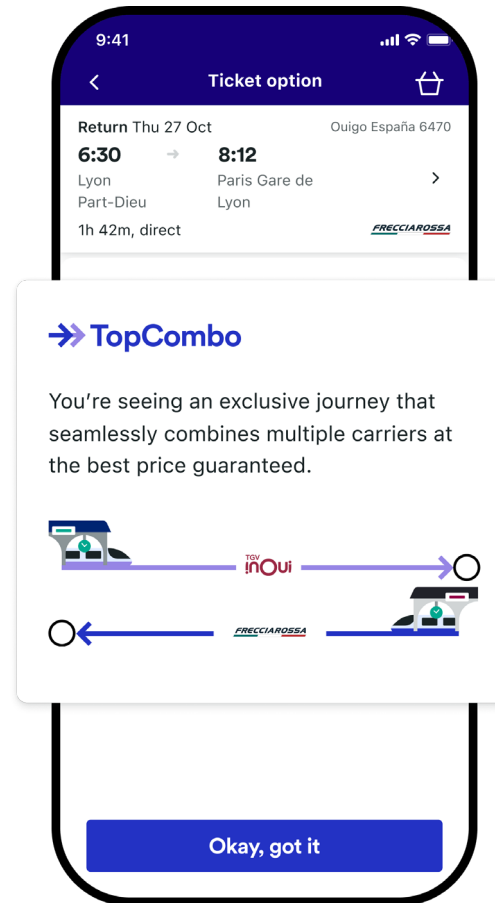 9:41
Ticket option
Return Thu 27 Oct
Ouigo España 6470
6:30 → 8:12
Lyon Part-Dieu
Paris Gare de Lyon
1h 42m, direct
FRECCIAROSSA
TopCombo
You're seeing an exclusive journey that
seamlessly combines multiple carriers at
the best price guaranteed.
TGV
inOui
FRECCIAROSSA
Okay, got it